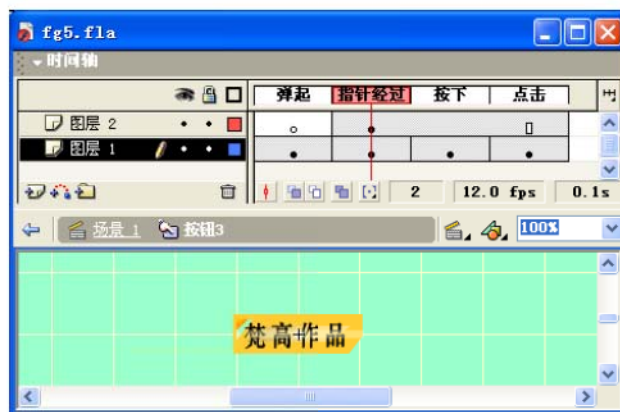 fg5.fla
时间轴
弹起 指针经过 按下 点击
图层 2
图层 1
2 12.0 fps 0.1s
场景 1 按钮3 100%
梵高作品